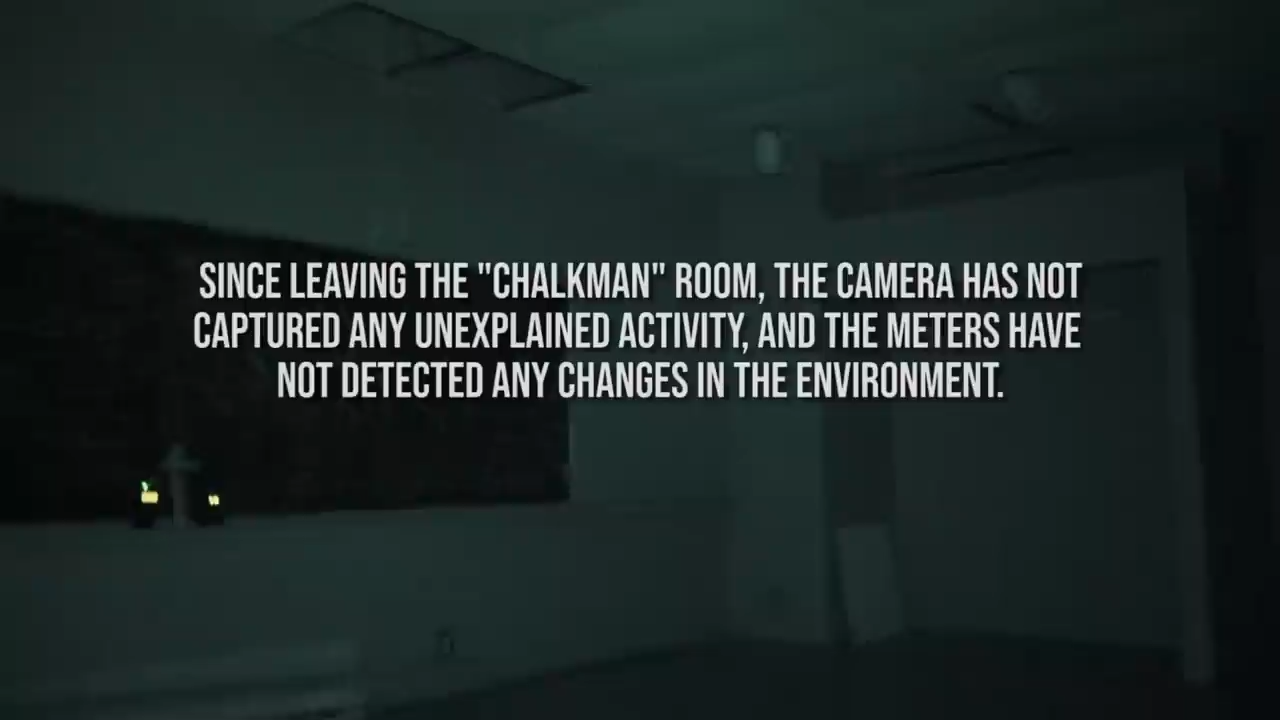 SINCE LEAVING THE "CHALKMAN" ROOM, THE CAMERA HAS NOT
CAPTURED ANY UNEXPLAINED ACTIVITY, AND THE METERS HAVE
NOT DETECTED ANY CHANGES IN THE ENVIRONMENT.